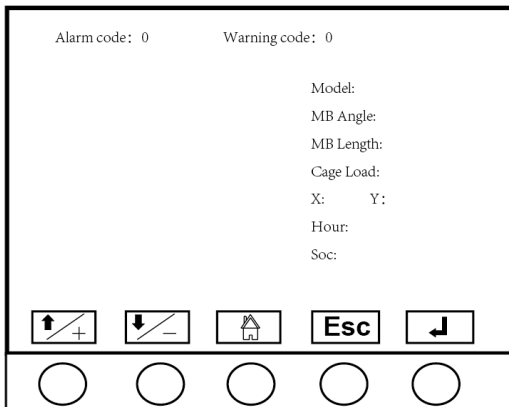 Alarm code: 0 Warning code: 0
Model:
MB Angle:
MB Length:
Cage Load:
X: Y:
Hour:
Soc:
+ - Esc